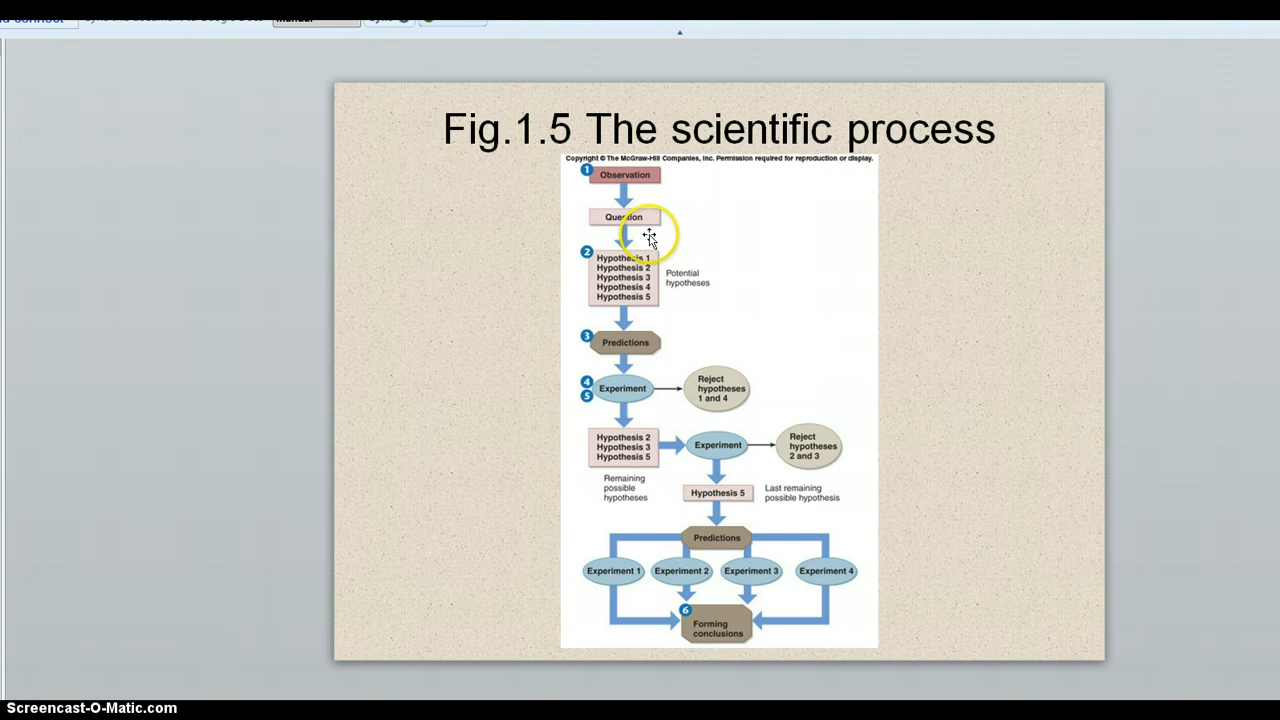 Fig.1.5 The scientific process
Copyright © The McGraw-Hill Companies, Inc. Permission required for reproduction or display.
1
Observation
Question
2
Hypothesis 1
Hypothesis 2
Hypothesis 3
Hypothesis 4
Hypothesis 5
Potential
hypotheses
3
Predictions
4
5
Experiment
Reject
hypotheses
1 and 4
Hypothesis 2
Hypothesis 3
Hypothesis 5
Remaining
possible
hypotheses
Experiment
Reject
hypotheses
2 and 3
Hypothesis 5
Last remaining
possible hypothesis
Predictions
Experiment 1
Experiment 2
Experiment 3
Experiment 4
6
Forming
conclusions
Screencast-O-Matic.com